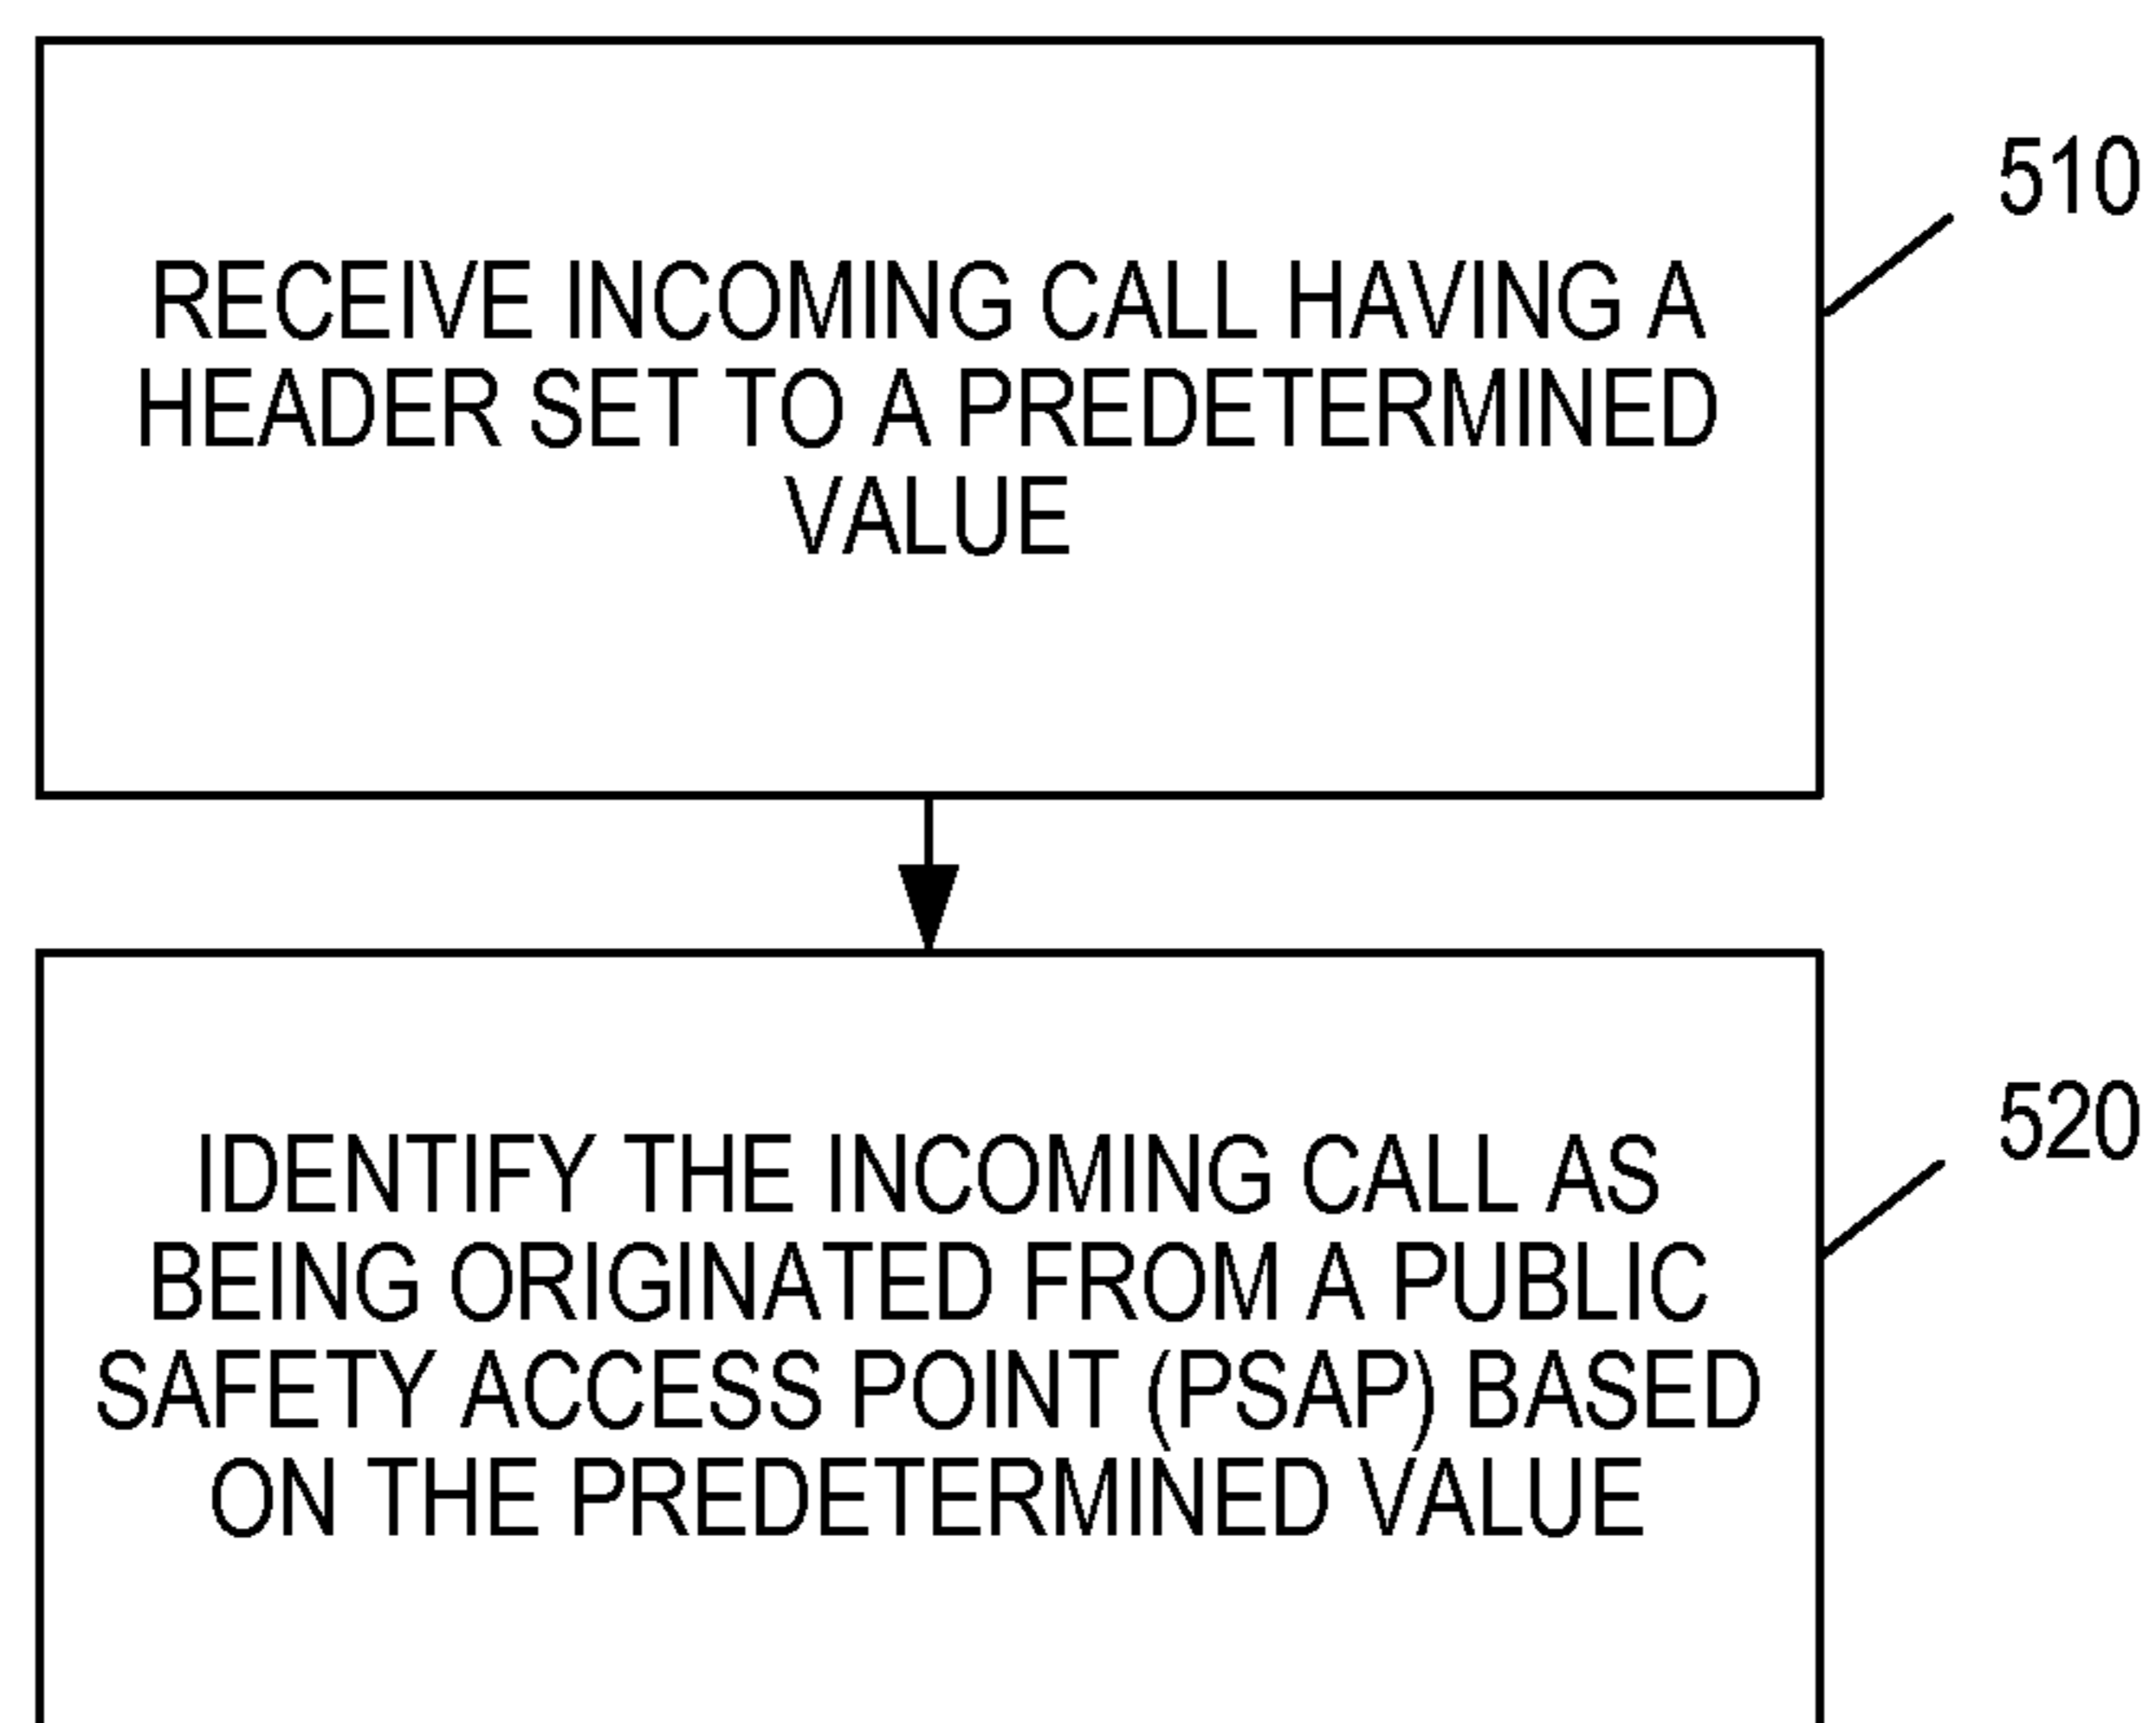 RECEIVE INCOMING CALL HAVING A
HEADER SET TO A PREDETERMINED
VALUE
510
IDENTIFY THE INCOMING CALL AS
BEING ORIGINATED FROM A PUBLIC
SAFETY ACCESS POINT (PSAP) BASED
ON THE PREDETERMINED VALUE
520